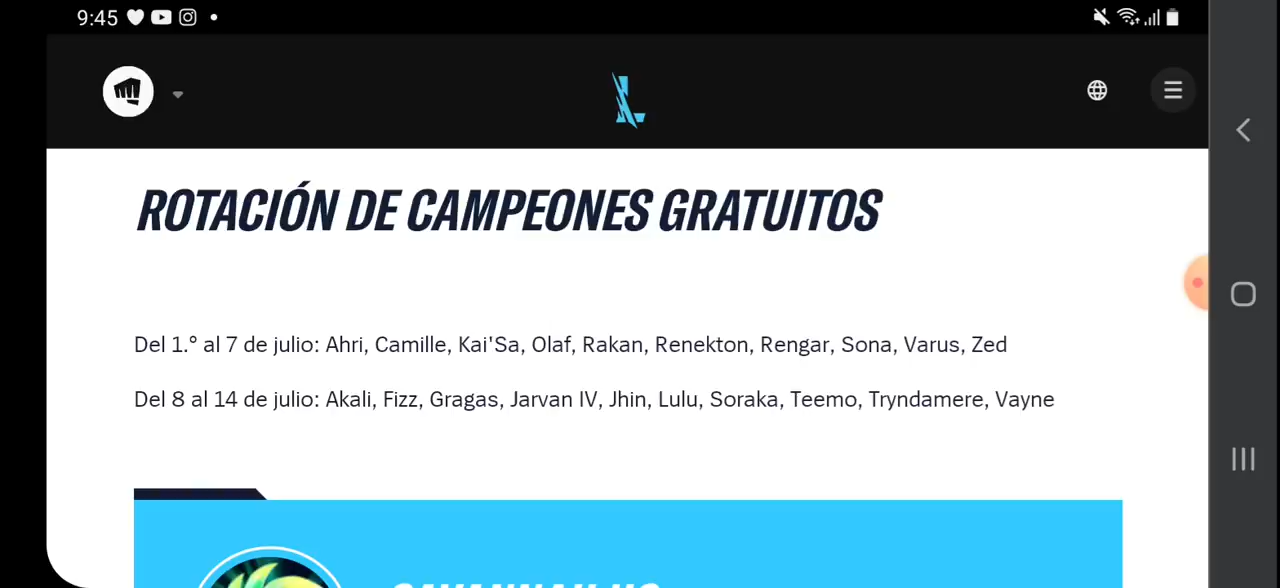 9:45
ROTACIÓN DE CAMPEONES GRATUITOS
Del 1.° al 7 de julio: Ahri, Camille, Kai'Sa, Olaf, Rakan, Renekton, Rengar, Sona, Varus, Zed
Del 8 al 14 de julio: Akali, Fizz, Gragas, Jarvan IV, Jhin, Lulu, Soraka, Teemo, Tryndamere, Vayne